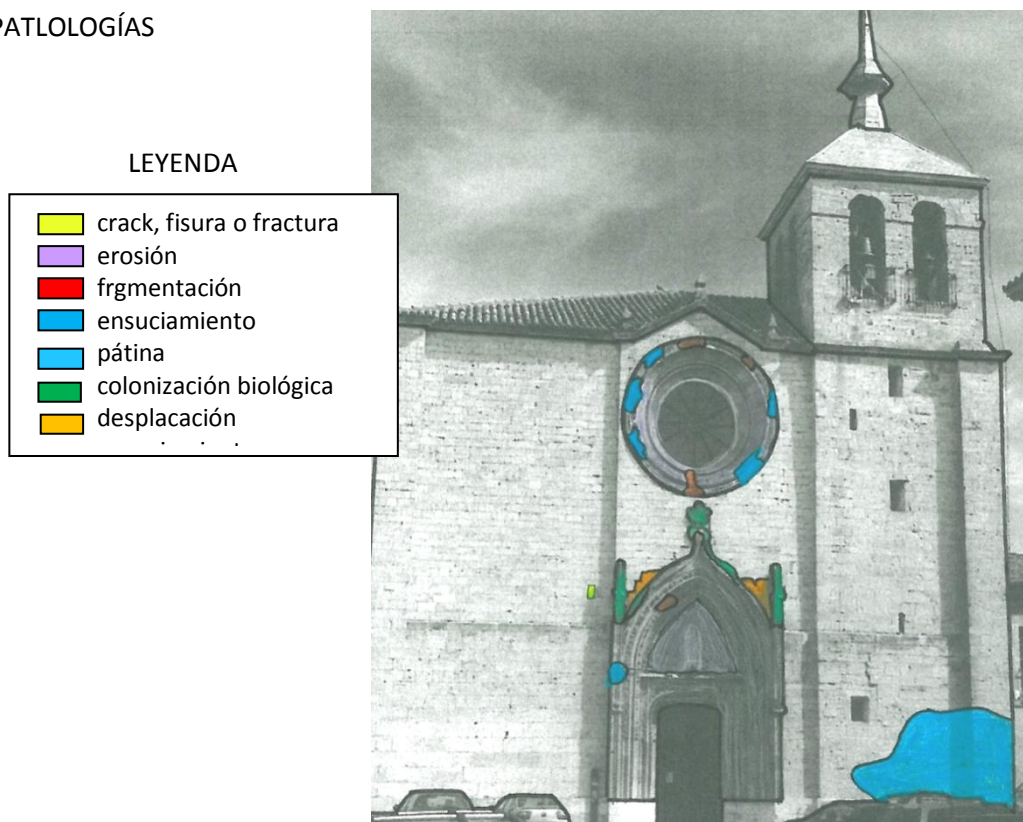 PATLOLOGÍAS
LEYENDA
crack, fisura o fractura
erosión
frgmentación
ensuciamiento
pátina
colonización biológica
desplacación